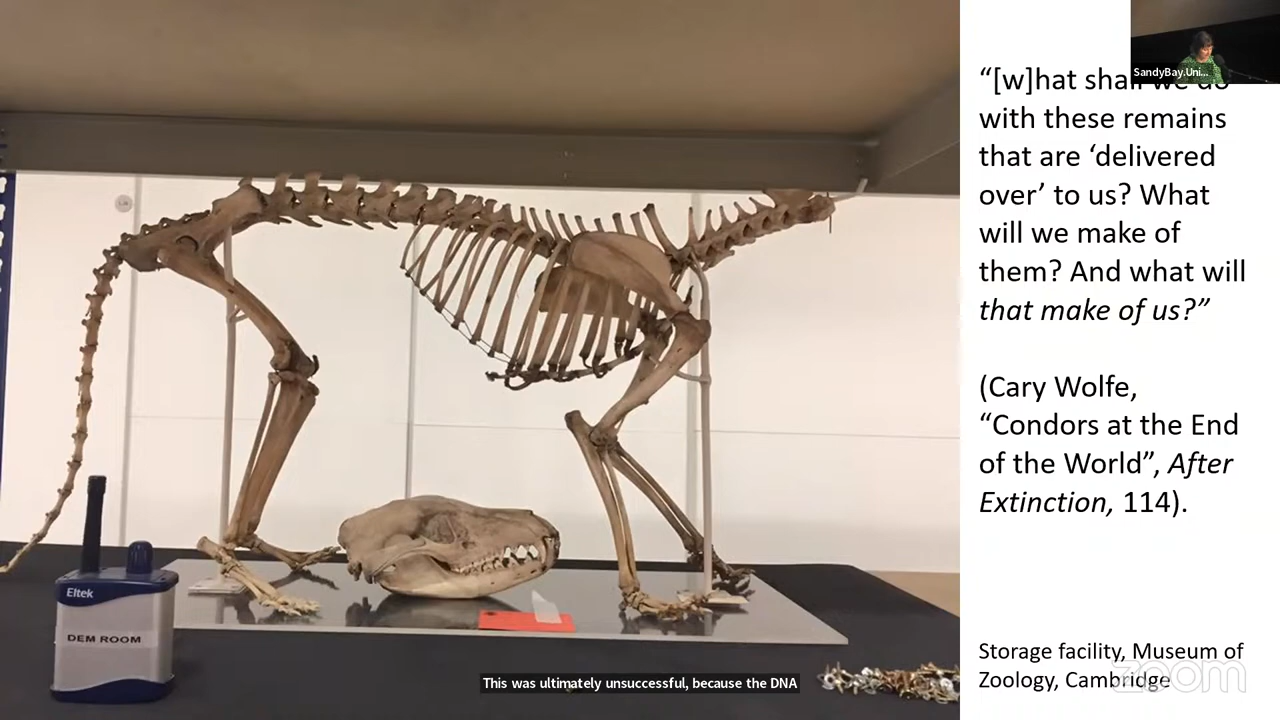 “[w]hat shall we do
with these remains
that are ‘delivered
over’ to us? What
will we make of
them? And what will
that make of us?”
(Cary Wolfe,
“Condors at the End
of the World”, After
Extinction, 114).
Storage facility, Museum of
Zoology, Cambridge
SandyBay.Uni...
Eltek
DEM ROOM
This was ultimately unsuccessful, because the DNA
zoom